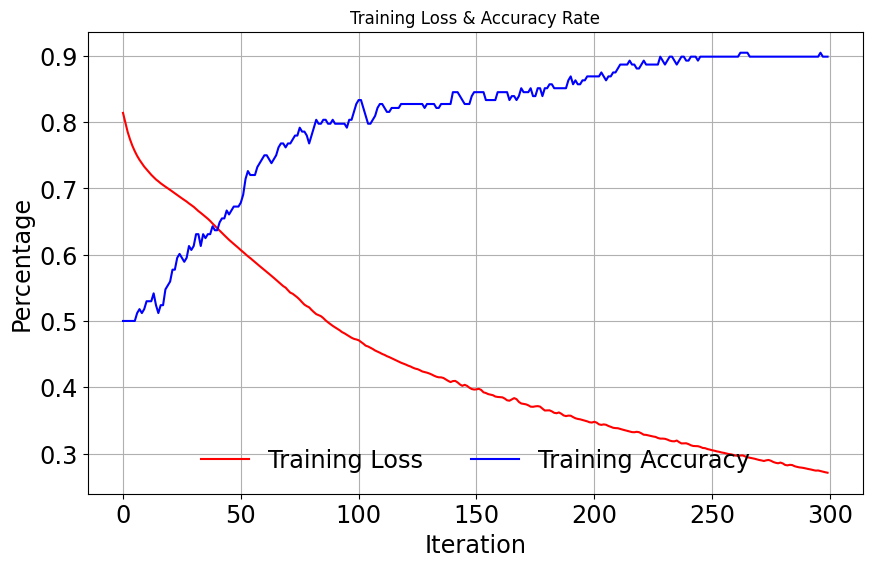 Training Loss & Accuracy Rate
0.9
0.8
0.7
0.6
0.5
0.4
0.3
Percentage
Training Loss
Training Accuracy
0 50 100 150 200 250 300
Iteration